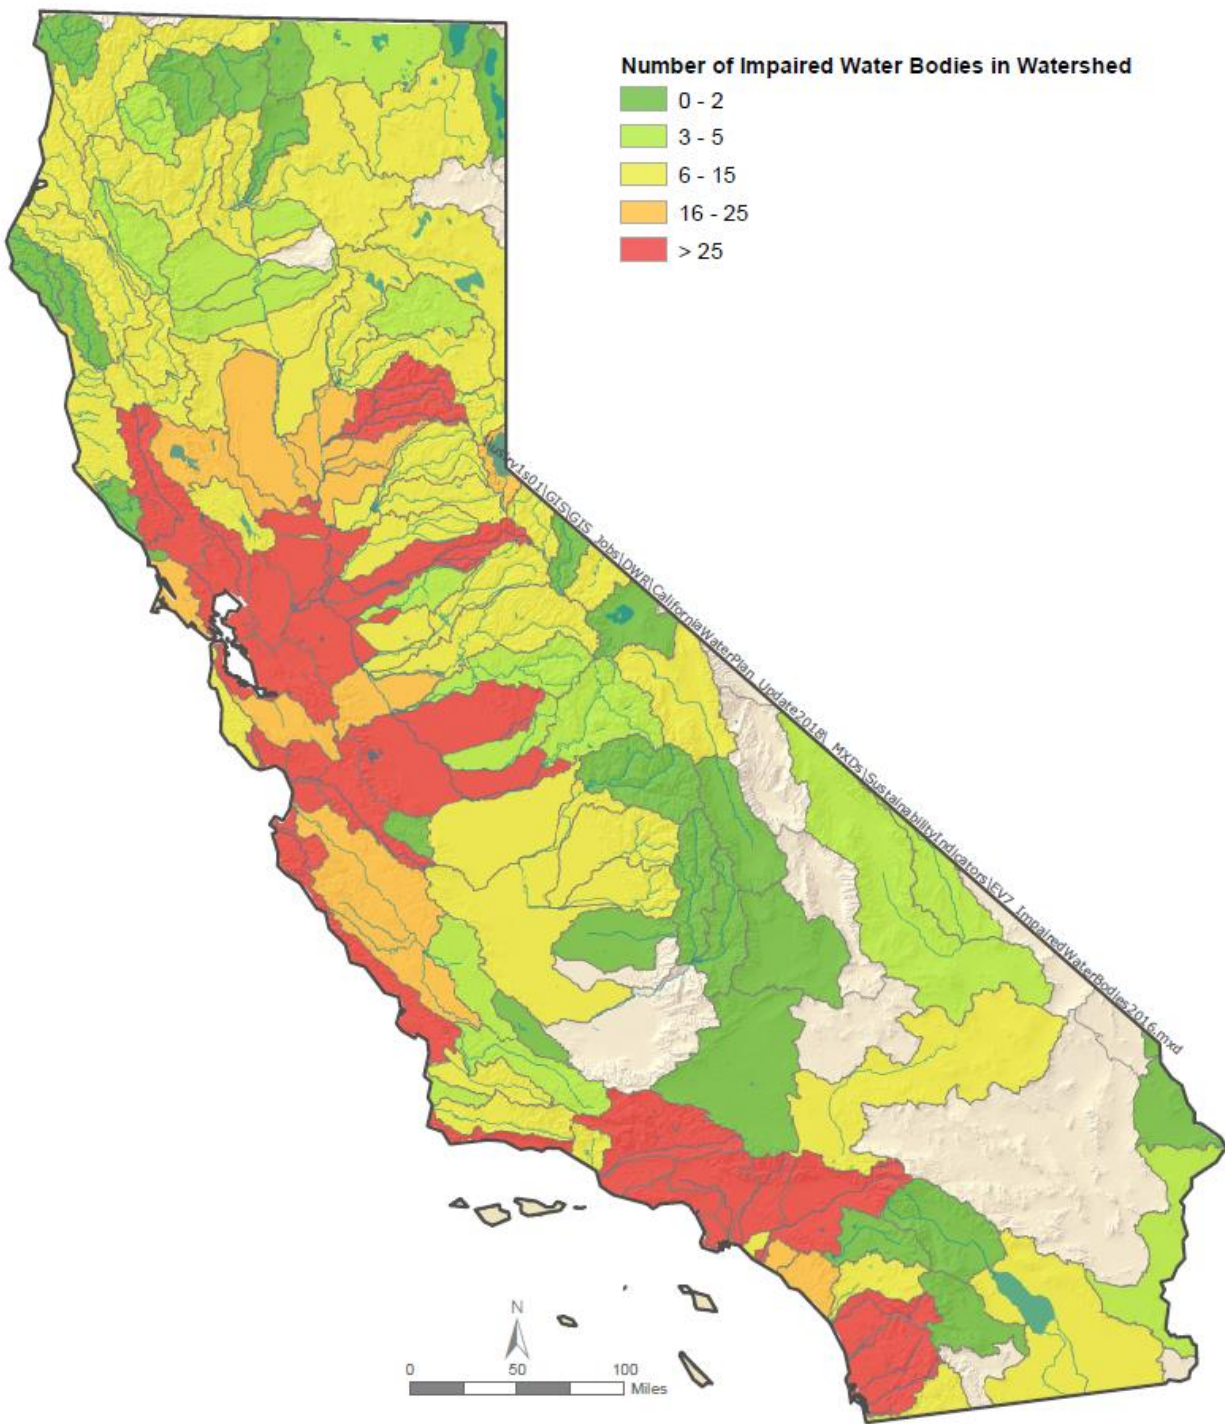 Number of Impaired Water Bodies in Watershed
0 - 2
3 - 5
6 - 15
16 - 25
> 25
GIS\GIS_Jobs\DWR\CaliforniaWaterPlan_Update2018\_MXDs\SustainabilityIndicators\EV7_ImpairedWaterBodies2016.mxd
N
0 50 100
Miles